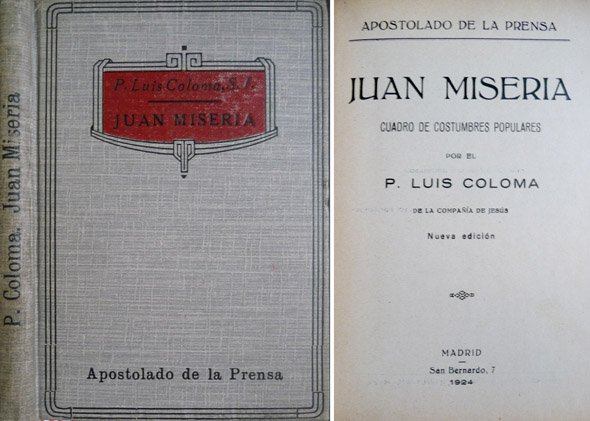 P. Coloma. Juan Miseria
P. Luis Coloma, S. J.
JUAN MISERIA
Apostolado de la Prensa
APOSTOLADO DE LA PRENSA
JUAN MISERIA
CUADRO DE COSTUMBRES POPULARES
POR EL
P. LUIS COLOMA
DE LA COMPAÑÍA DE JESÚS
Nueva edición
MADRID
San Bernardo, 7
1924